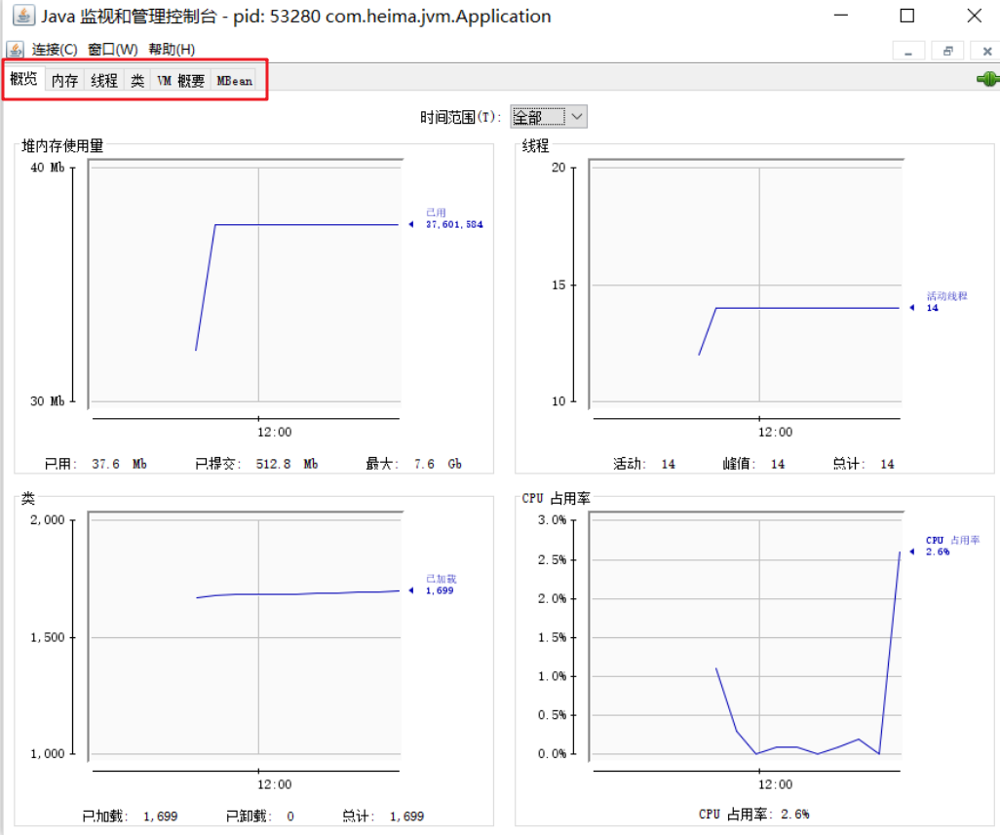 Java 监视和管理控制台 - pid: 53280 com.heima.jvm.Application
连接(C) 窗口(W) 帮助(H)
概览 内存 线程 类 VM 概要 MBean
时间范围(T): 全部
堆内存使用量
40 Mb
30 Mb
已用
37,601,584
12:00
已用: 37.6 Mb 已提交: 512.8 Mb 最大: 7.6 Gb
线程
20
15
10
活动线程
14
12:00
活动: 14 峰值: 14 总计: 14
类
2,000
1,500
1,000
已加载
1,699
12:00
已加载: 1,699 已卸载: 0 总计: 1,699
CPU 占用率
3.0%
2.5%
2.0%
1.5%
1.0%
0.5%
0.0%
CPU 占用率
2.6%
12:00
CPU 占用率: 2.6%